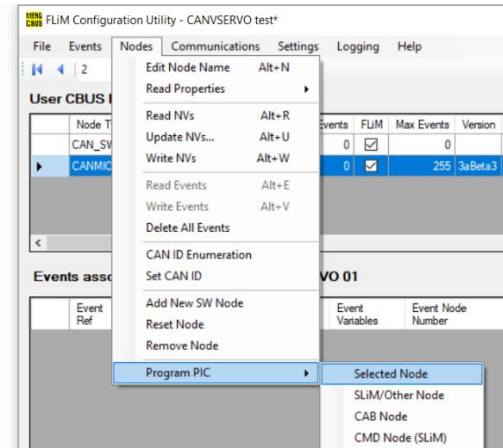 MERG CBUS FLiM Configuration Utility - CANVSERVO test*
File Events Nodes Communications Settings Logging Help
2
Edit Node Name Alt+N
Read Properties
User CBUS
Read NVs Alt+R
Node Events FLiM Max Events Version
Update NVs... Alt+U
CAN_SW 0 0
Write NVs Alt+W
CANMIO 0 255 3aBeta3
Read Events Alt+E
Write Events Alt+V
Delete All Events
CAN ID Enumeration
Set CAN ID
Events VO 01
Add New SW Node
Event Ref Event Variables Event Node Number
Reset Node
Remove Node
Program PIC
Selected Node
SLiM/Other Node
CAB Node
CMD Node (SLiM)